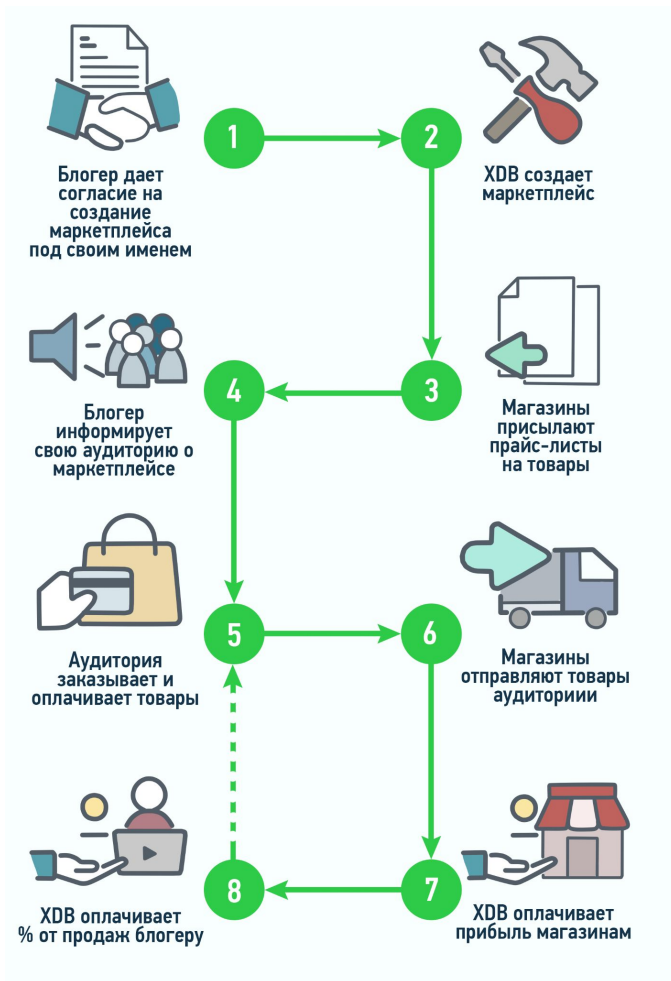 1
Блогер дает
согласие на
создание
маркетплейса
под своим именем
2
XDB создает
маркетплейс
3
Магазины
присылают
прайс-листы
на товары
4
Блогер
информирует
свою аудиторию о
маркетплейсе
5
Аудитория
заказывает и
оплачивает товары
6
Магазины
отправляют товары
аудиториии
7
XDB оплачивает
прибыль магазинам
8
XDB оплачивает
% от продаж блогеру